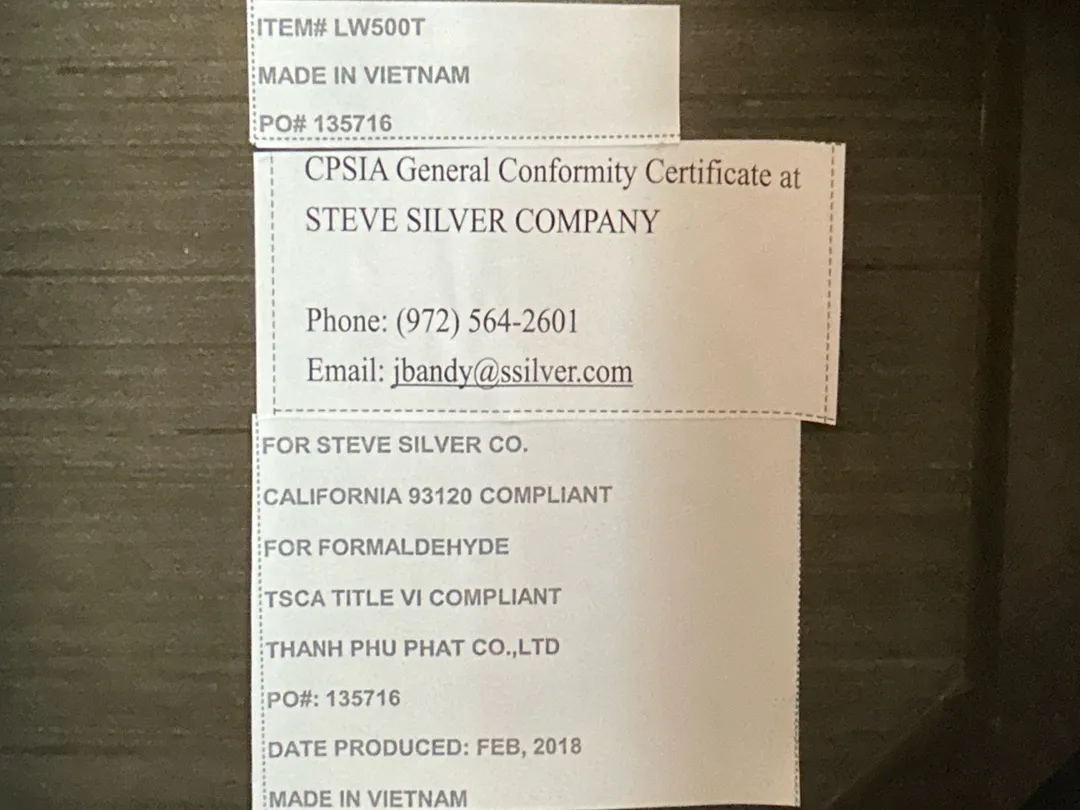 ITEM# LW500T
MADE IN VIETNAM
PO# 135716
CPSIA General Conformity Certificate at
STEVE SILVER COMPANY
Phone: (972) 564-2601
Email: jbandy@ssilver.com
FOR STEVE SILVER CO.
CALIFORNIA 93120 COMPLIANT
FOR FORMALDEHYDE
TSCA TITLE VI COMPLIANT
THANH PHU PHAT CO.,LTD
PO#: 135716
DATE PRODUCED: FEB, 2018
MADE IN VIETNAM